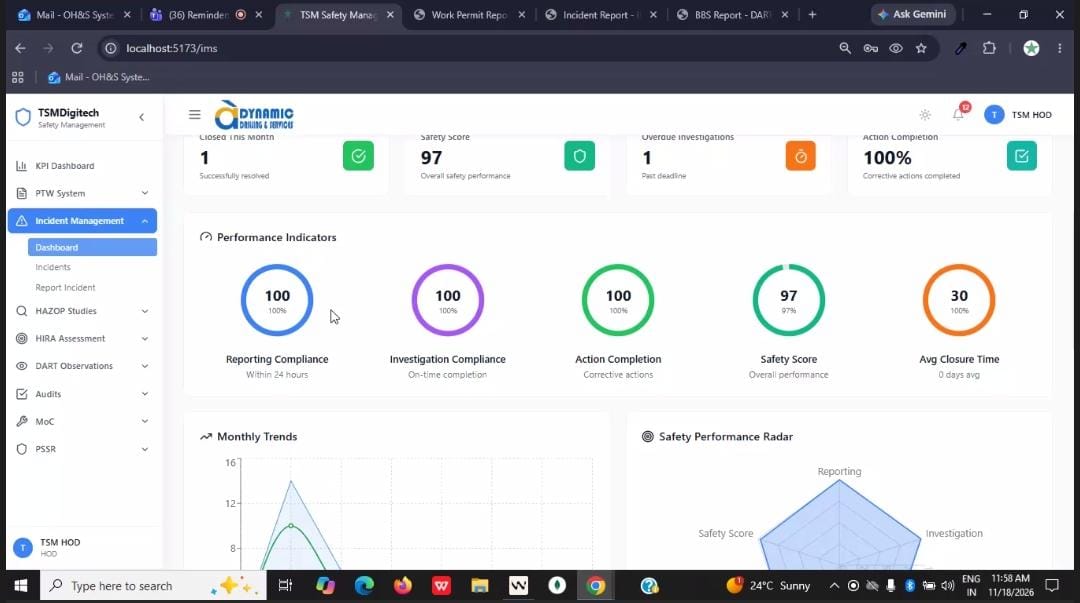 Mail - OH&S Syste
(36) Reminder
TSM Safety Manag
Work Permit Repo
Incident Report -
BBS Report - DAR
Ask Gemini
localhost:5173/ims
Mail - OH&S Syste...
TSMDigitech
Safety Management
DYNAMIC
DRILLING & SERVICES
12
T
TSM HOD
KPI Dashboard
PTW System
Incident Management
Dashboard
Incidents
Report Incident
HAZOP Studies
HIRA Assessment
DART Observations
Audits
MoC
PSSR
T
TSM HOD
HOD
Closed This Month
1
Successfully resolved
Safety Score
97
Overall safety performance
Overdue Investigations
1
Past deadline
Action Completion
100%
Corrective actions completed
Performance Indicators
100
100%
Reporting Compliance
Within 24 hours
100
100%
Investigation Compliance
On-time completion
100
100%
Action Completion
Corrective actions
97
97%
Safety Score
Overall performance
30
100%
Avg Closure Time
0 days avg
Monthly Trends
16
12
8
Safety Performance Radar
Reporting
Safety Score
Investigation
Type here to search
24°C Sunny
ENG
IN
11:58 AM
11/18/2026